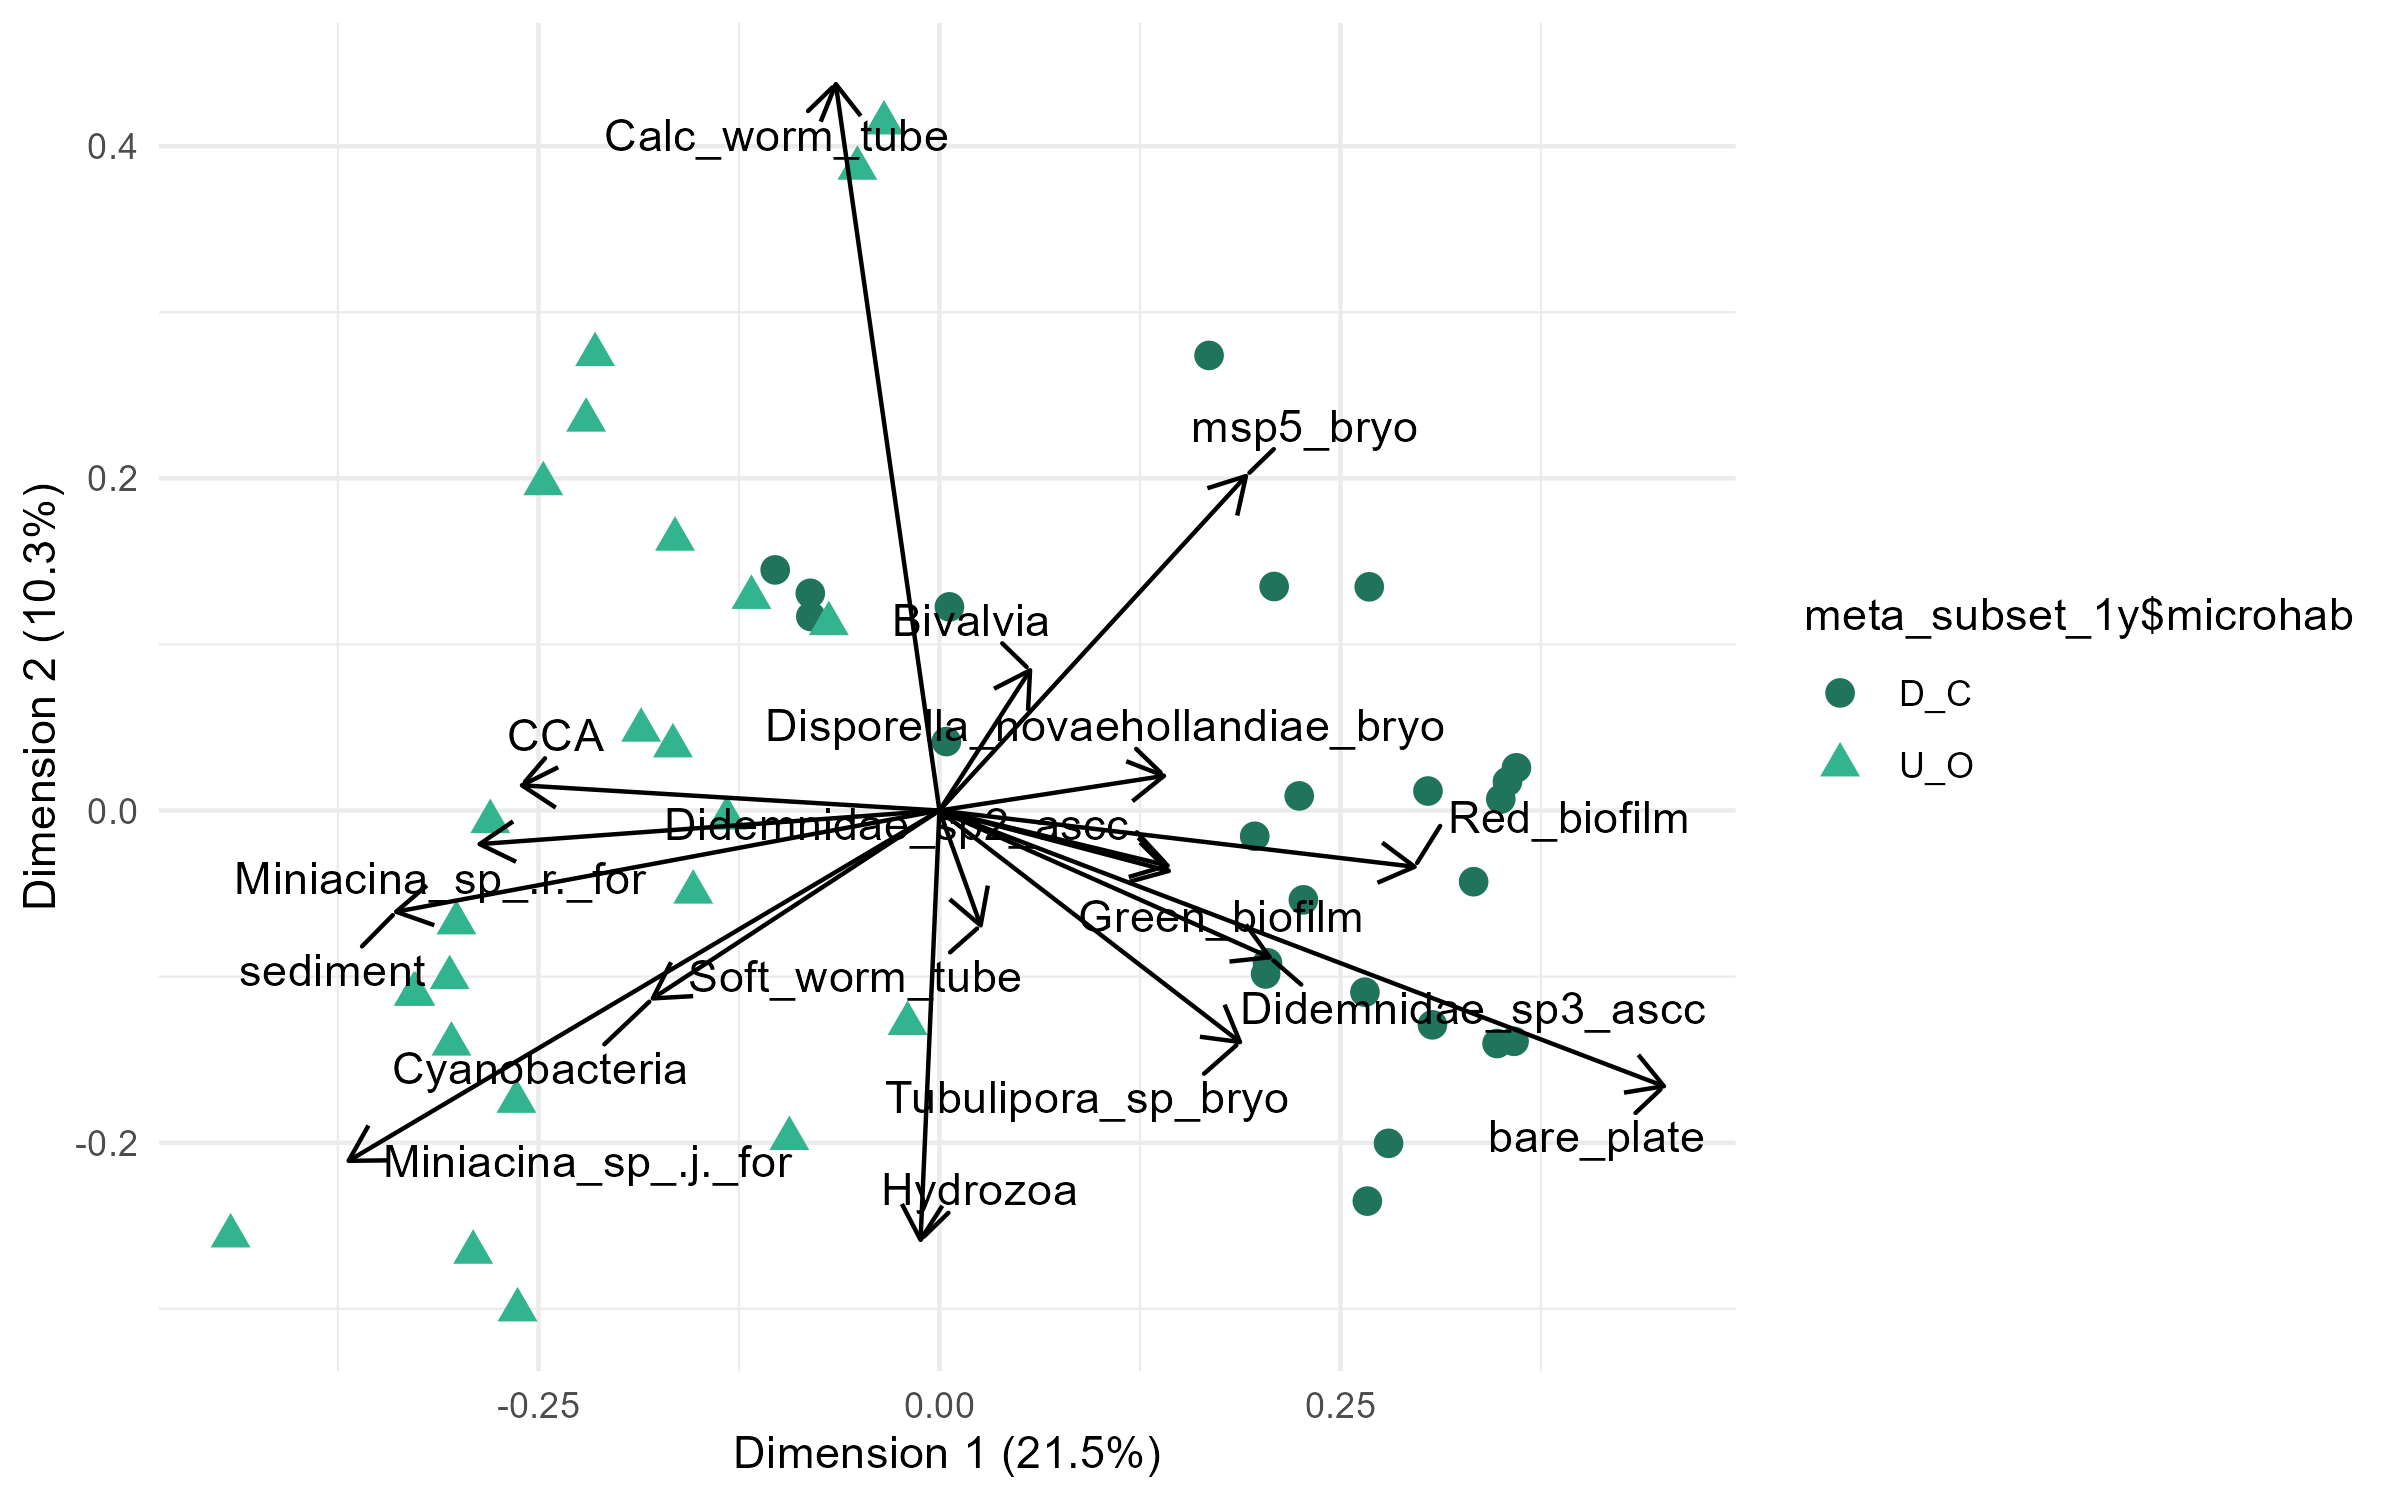 Calc_worm_tube
0.4
msp5_bryo
0.2
Bivalvia
meta_subset_1y$microhab
D_C
U_O
CCA
Disporella_novaehollandiae_bryo
0.0
Didemnidae_sp2_ascc
Red_biofilm
Miniacina_sp_.r._for
Green_biofilm
sediment
Soft_worm_tube
Didemnidae_sp3_ascc
Cyanobacteria
Tubulipora_sp_bryo
bare_plate
-0.2
Miniacina_sp_.j._for
Hydrozoa
Dimension 2 (10.3%)
-0.25
0.00
0.25
Dimension 1 (21.5%)